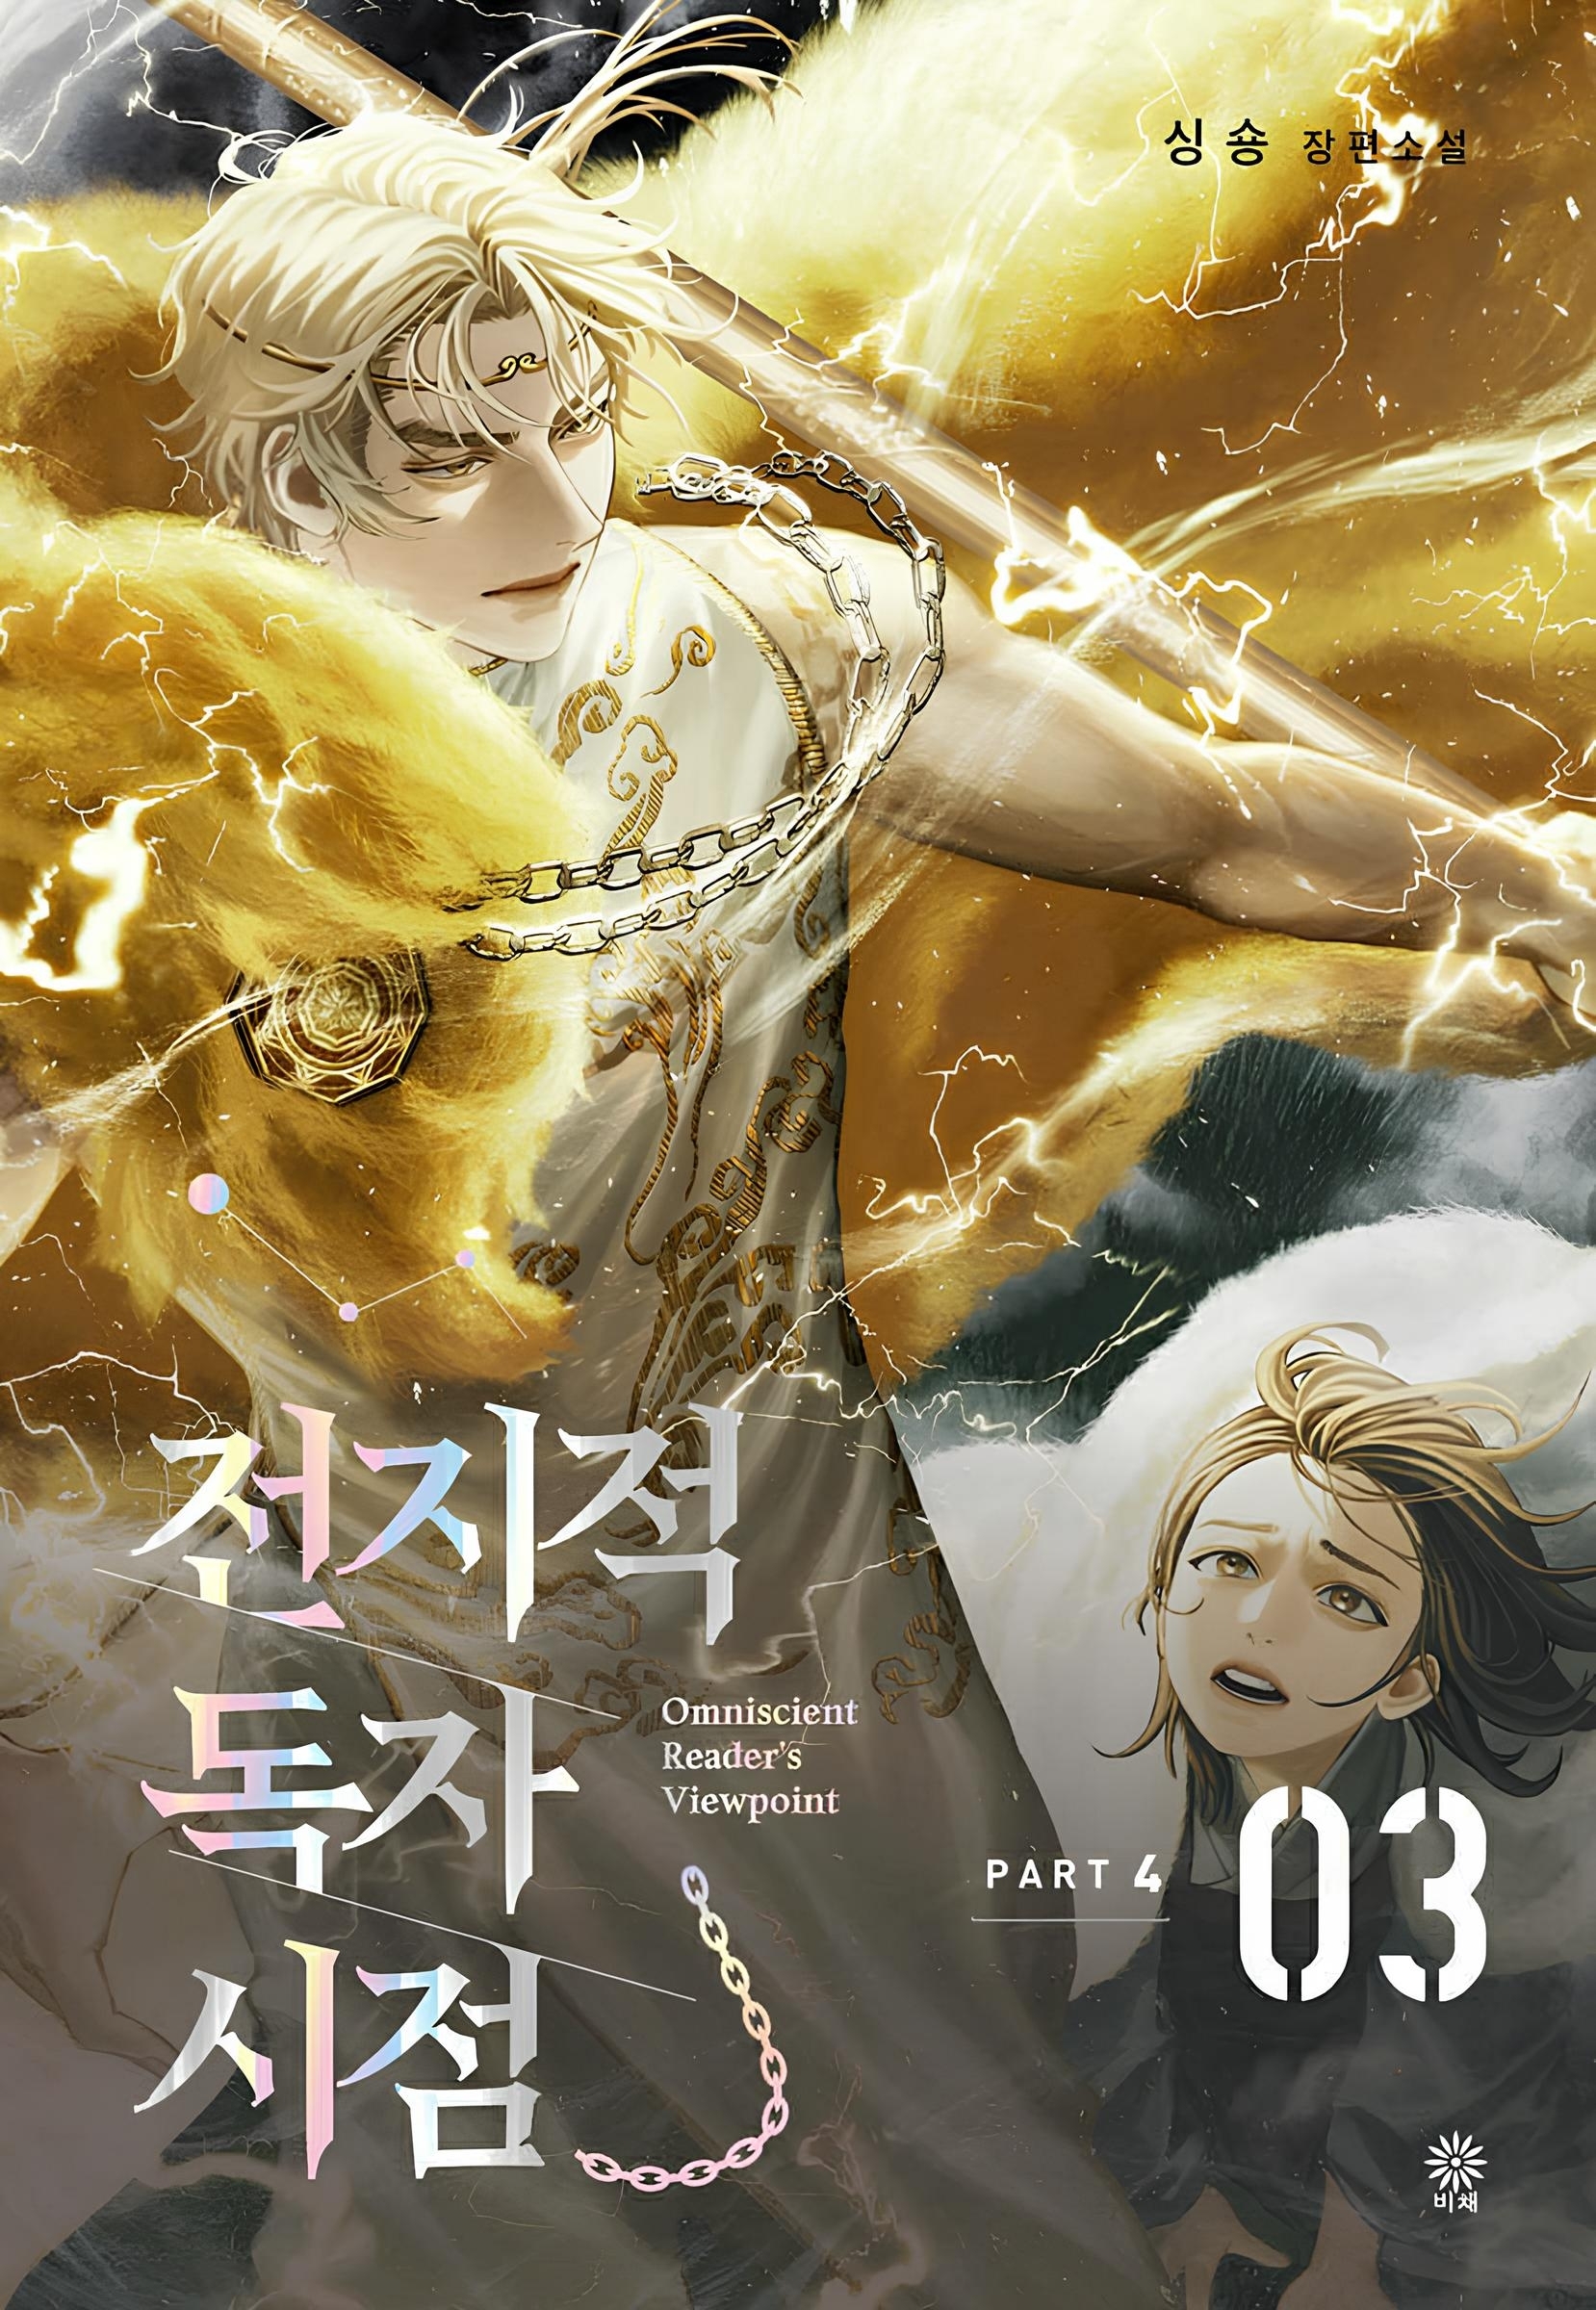 싱숑 장편소설
전지적
독자
시점
Omniscient
Reader's
Viewpoint
PART 4
03
비채